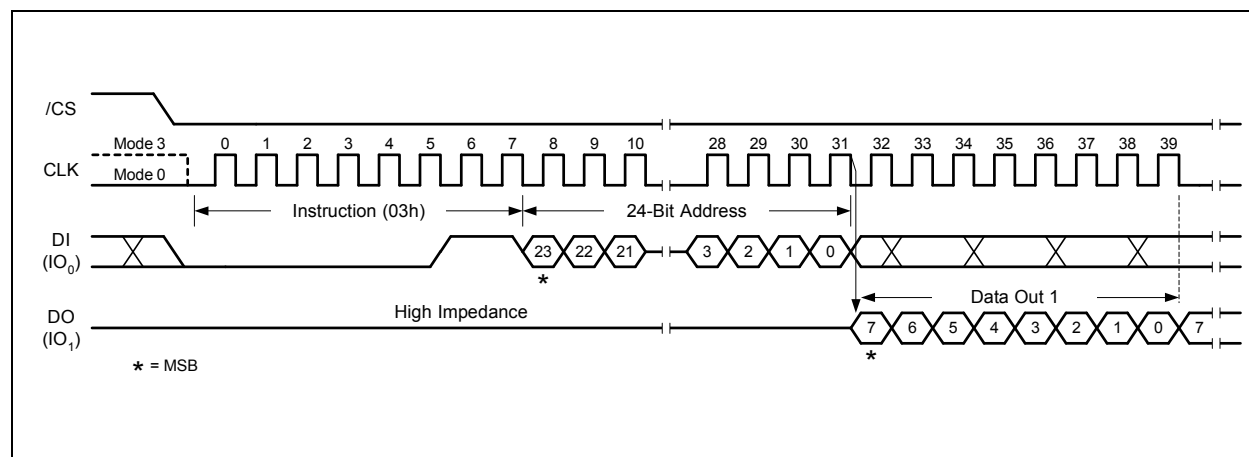 /CS
Mode 3 0 1 2 3 4 5 6 7 8 9 10 28 29 30 31 32 33 34 35 36 37 38 39
CLK
Mode 0
Instruction (03h) 24-Bit Address
DI
(IO0)
23 22 21 3 2 1 0
*
High Impedance
Data Out 1
DO
(IO1)
7 6 5 4 3 2 1 0 7
*
* = MSB